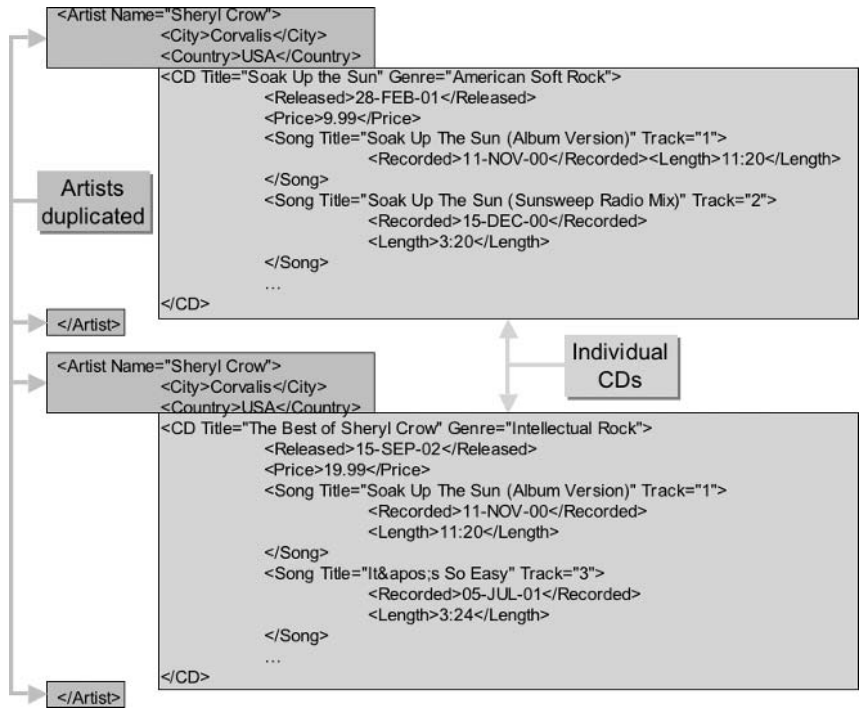 <Artist Name="Sheryl Crow">
<City>Corvalis</City>
<Country>USA</Country>
<CD Title="Soak Up the Sun" Genre="American Soft Rock">
<Released>28-FEB-01</Released>
<Price>9.99</Price>
<Song Title="Soak Up The Sun (Album Version)" Track="1">
<Recorded>11-NOV-00</Recorded><Length>11:20</Length>
</Song>
<Song Title="Soak Up The Sun (Sunsweep Radio Mix)" Track="2">
<Recorded>15-DEC-00</Recorded>
<Length>3:20</Length>
</Song>
…
</CD>
</Artist>
Artists
duplicated
Individual
CDs
<Artist Name="Sheryl Crow">
<City>Corvalis</City>
<Country>USA</Country>
<CD Title="The Best of Sheryl Crow" Genre="Intellectual Rock">
<Released>15-SEP-02</Released>
<Price>19.99</Price>
<Song Title="Soak Up The Sun (Album Version)" Track="1">
<Recorded>11-NOV-00</Recorded>
<Length>11:20</Length>
</Song>
<Song Title="It&apos;s So Easy" Track="3">
<Recorded>05-JUL-01</Recorded>
<Length>3:24</Length>
</Song>
…
</CD>
</Artist>